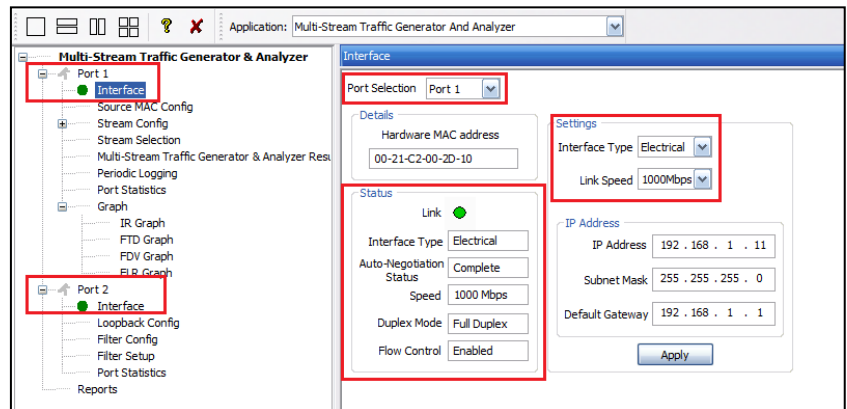 Application: Multi-Stream Traffic Generator And Analyzer
Multi-Stream Traffic Generator & Analyzer
Port 1
Interface
Source MAC Config
Stream Config
Stream Selection
Multi-Stream Traffic Generator & Analyzer Resu
Periodic Logging
Port Statistics
Graph
IR Graph
FTD Graph
FDV Graph
FLR Graph
Port 2
Interface
Loopback Config
Filter Config
Filter Setup
Port Statistics
Reports
Interface
Port Selection Port 1
Details
Hardware MAC address
00-21-C2-00-2D-10
Status
Link
Interface Type Electrical
Auto-Negotiation Status Complete
Speed 1000 Mbps
Duplex Mode Full Duplex
Flow Control Enabled
Settings
Interface Type Electrical
Link Speed 1000Mbps
IP Address
IP Address 192 . 168 . 1 . 11
Subnet Mask 255 . 255 . 255 . 0
Default Gateway 192 . 168 . 1 . 1
Apply